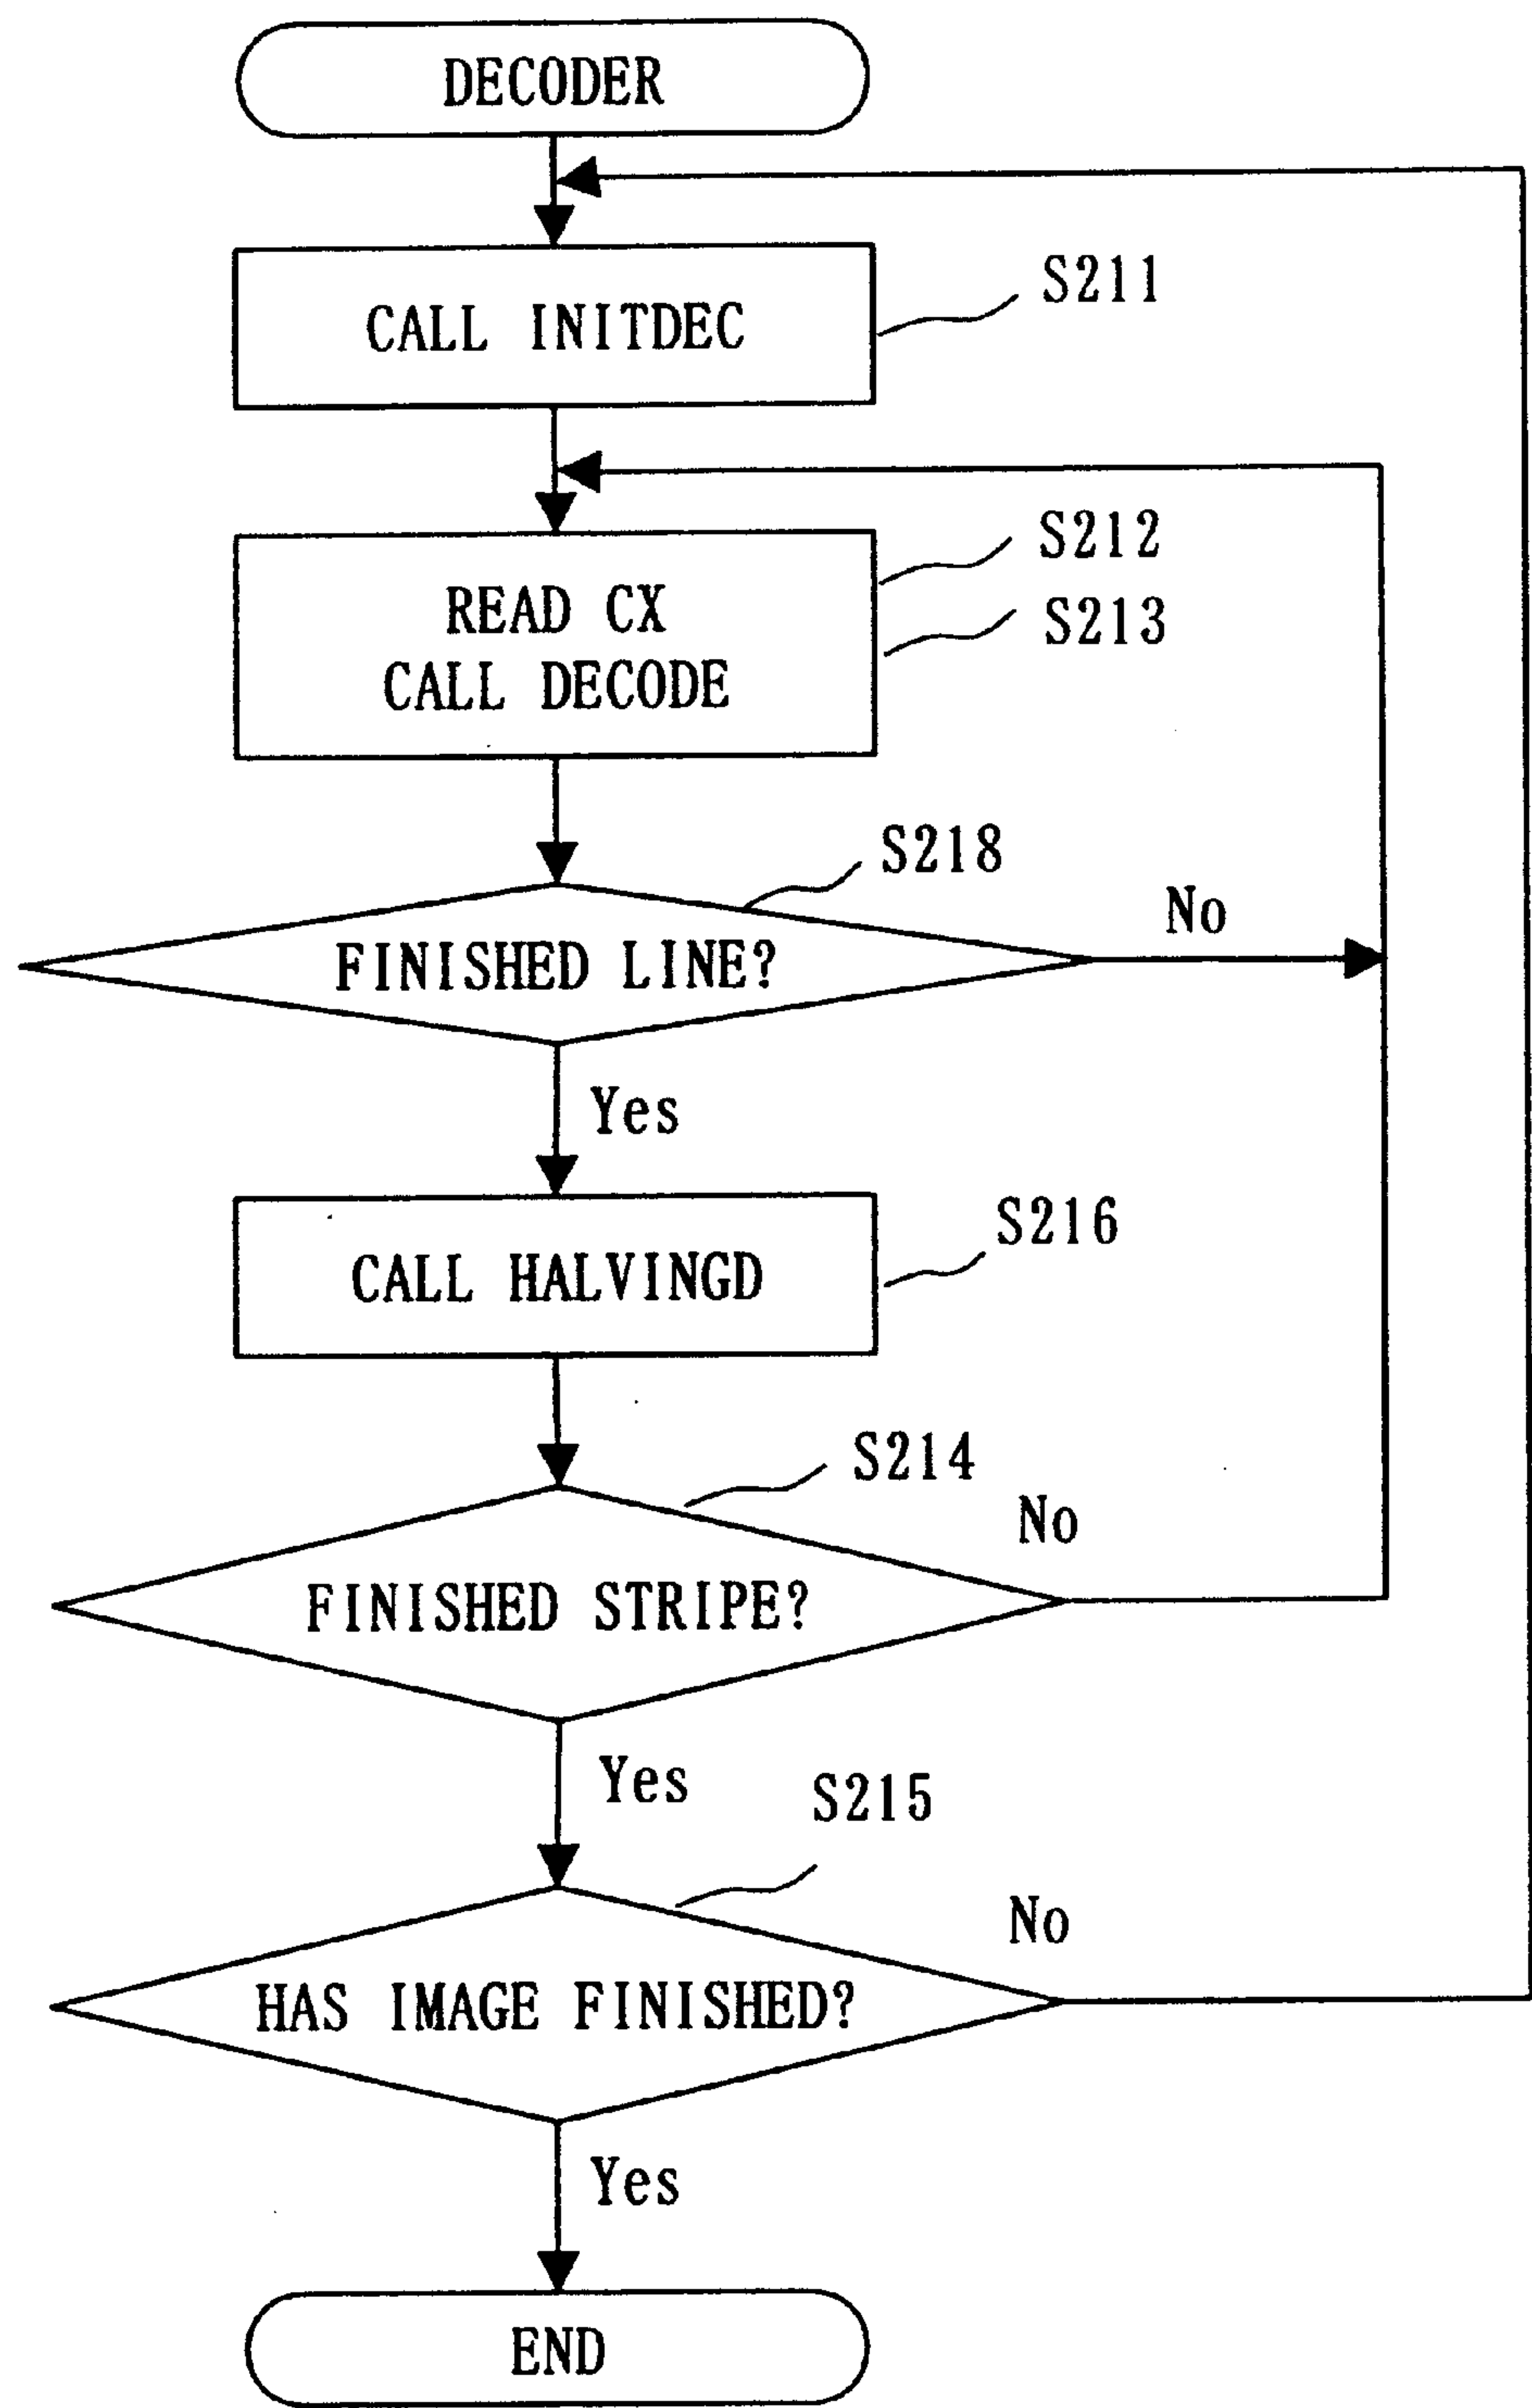 DECODER
CALL INITDEC
S211
READ CX
S212
CALL DECODE
S213
S218
FINISHED LINE?
No
Yes
CALL HALVINGD
S216
S214
FINISHED STRIPE?
No
Yes
S215
HAS IMAGE FINISHED?
No
Yes
END